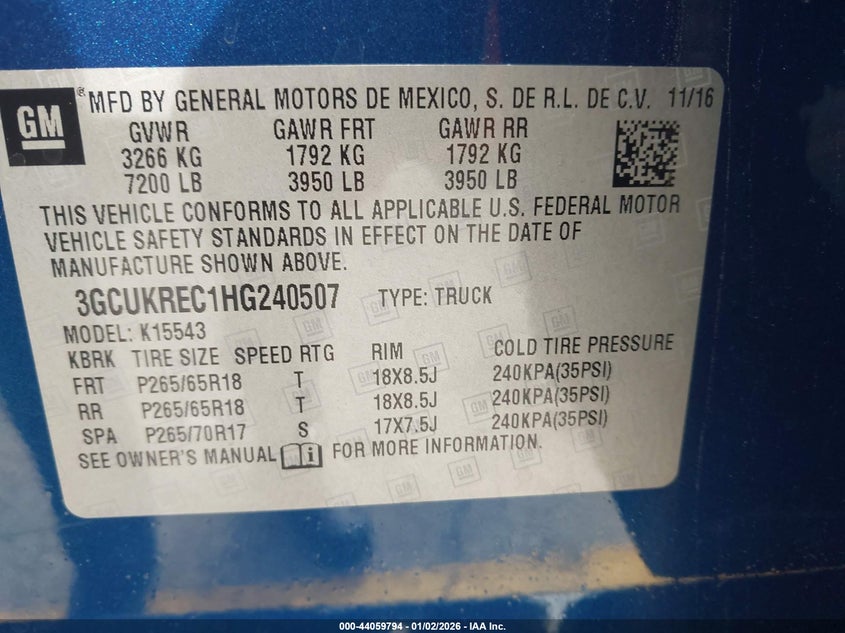 GM
® MFD BY GENERAL MOTORS DE MEXICO, S. DE R.L. DE C.V. 11/16
GVWR GAWR FRT GAWR RR
3266 KG 1792 KG 1792 KG
7200 LB 3950 LB 3950 LB
THIS VEHICLE CONFORMS TO ALL APPLICABLE U.S. FEDERAL MOTOR
VEHICLE SAFETY STANDARDS IN EFFECT ON THE DATE OF
MANUFACTURE SHOWN ABOVE.
3GCUKREC1HG240507 TYPE: TRUCK
MODEL: K15543
KBRK TIRE SIZE SPEED RTG RIM COLD TIRE PRESSURE
FRT P265/65R18 T 18X8.5J 240KPA(35PSI)
RR P265/65R18 T 18X8.5J 240KPA(35PSI)
SPA P265/70R17 S 17X7.5J 240KPA(35PSI)
SEE OWNER'S MANUAL i FOR MORE INFORMATION.
000-44059794 - 01/02/2026 - IAA Inc.